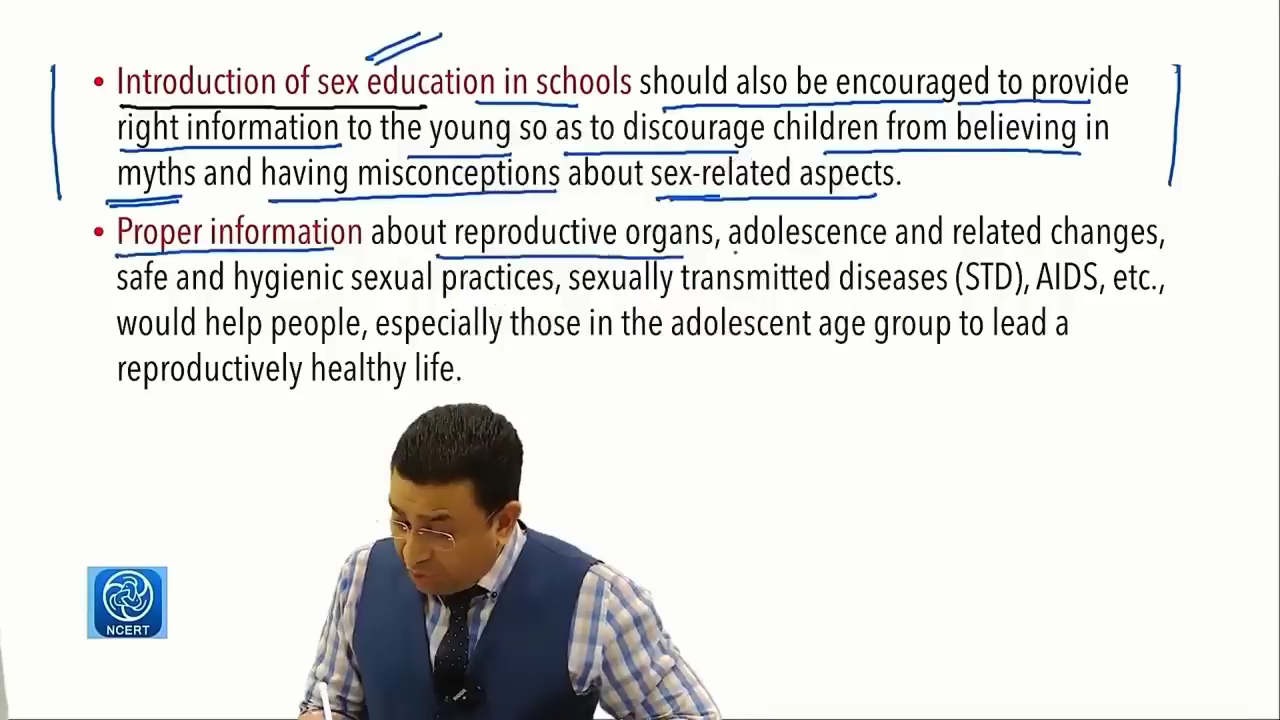 • Introduction of sex education in schools should also be encouraged to provide
right information to the young so as to discourage children from believing in
myths and having misconceptions about sex-related aspects.
• Proper information about reproductive organs, adolescence and related changes,
safe and hygienic sexual practices, sexually transmitted diseases (STD), AIDS, etc.,
would help people, especially those in the adolescent age group to lead a
reproductively healthy life.
NCERT